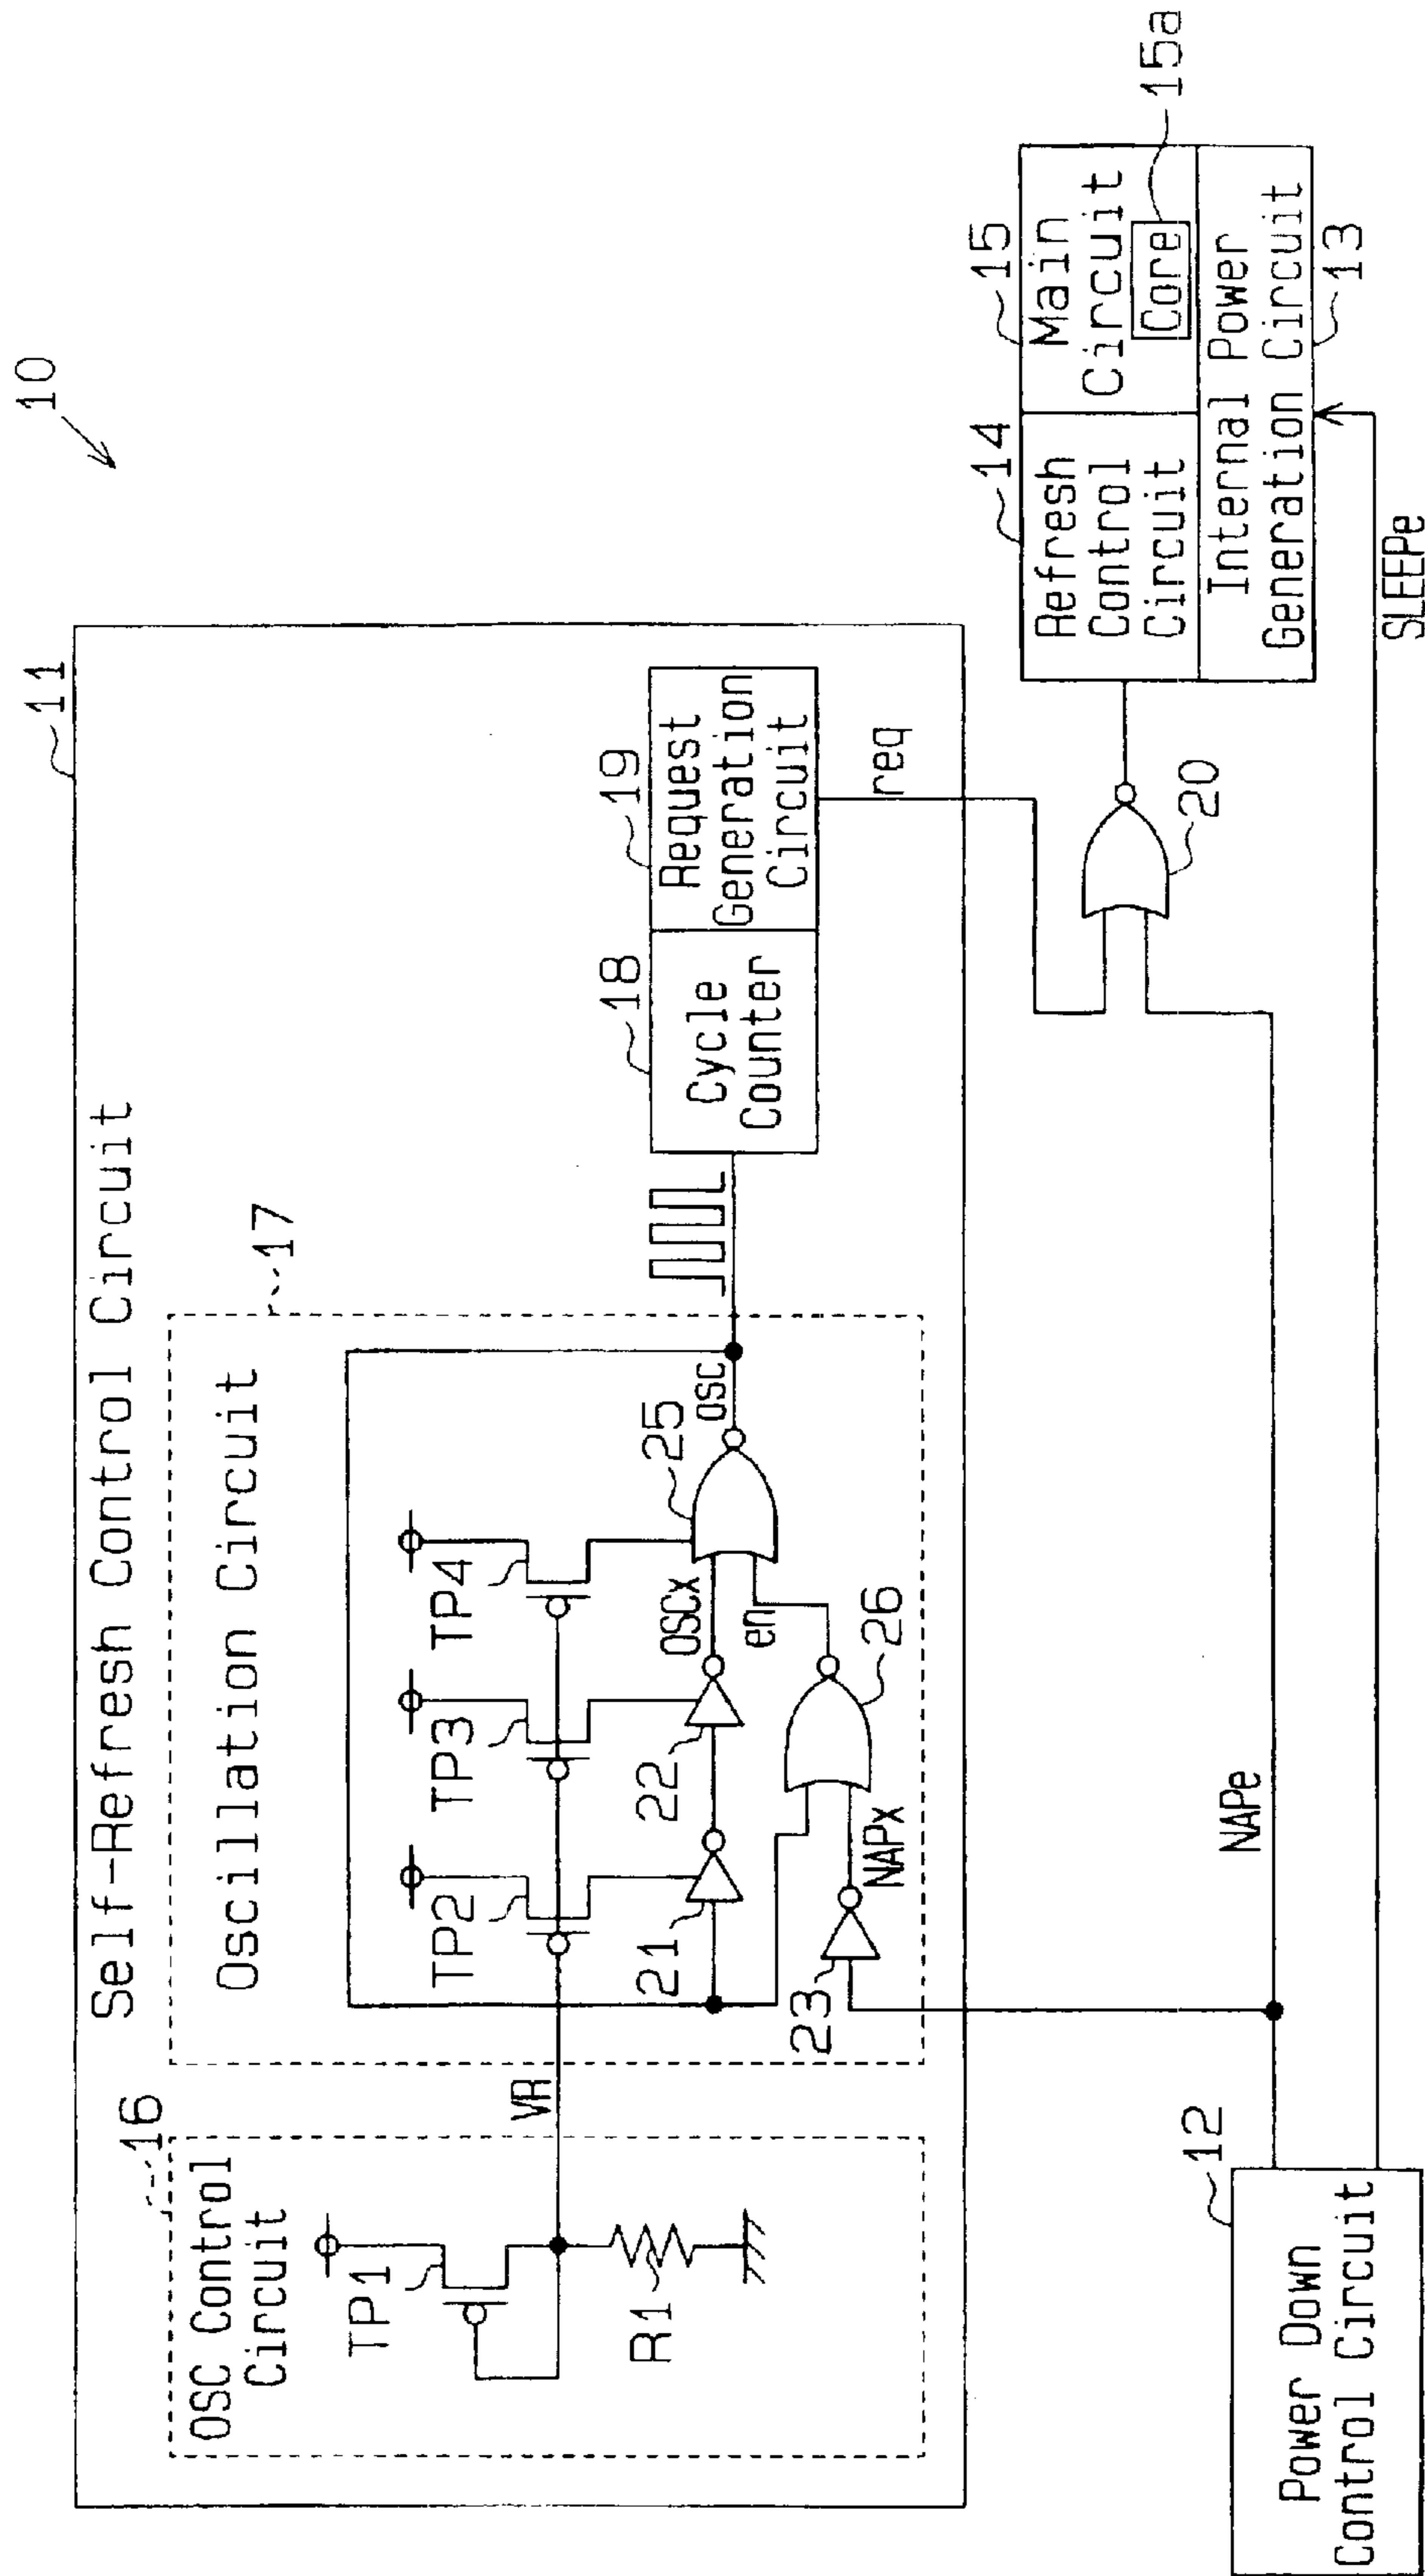 10
11
Self-Refresh Control Circuit
16
OSC Control
Circuit
TP1
R1
VR
17
Oscillation Circuit
TP2
TP3
TP4
21
22
OSCx
25
osc
en
23
NAPx
26
18
Cycle
Counter
19
Request
Generation
Circuit
req
20
14
Refresh
Control
Circuit
15
Main
Circuit
Core
15a
Internal Power
Generation Circuit
13
12
Power Down
Control Circuit
NAPe
SLEEPe